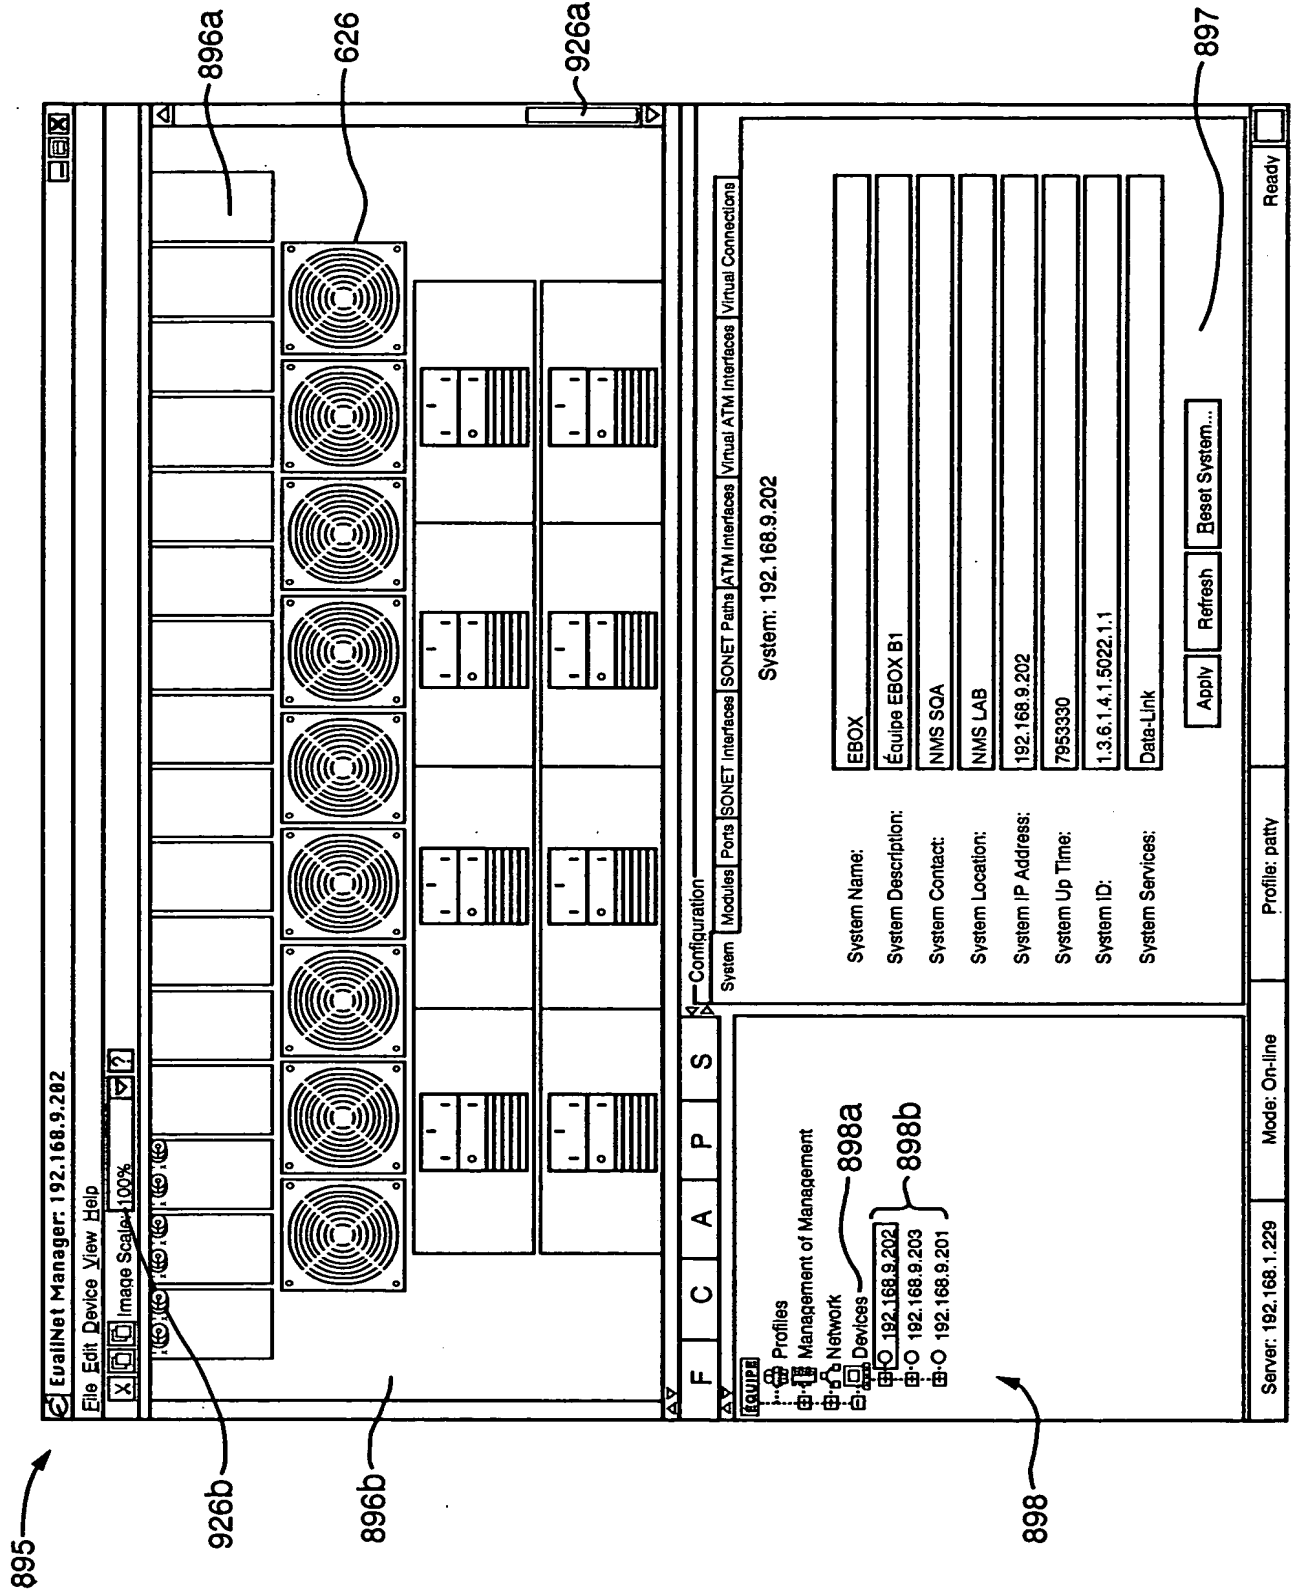 895
EvailNet Manager: 192.168.9.202
File Edit Device View Help
Image Scale: 100% ?
926b
896b
896a
626
926a
F C A P S
EQUIPE
Profiles
Management of Management
Network
Devices
192.168.9.202
192.168.9.203
192.168.9.201
898a
898b
898
Configuration
System Modules Ports SONET Interfaces SONET Paths ATM Interfaces Virtual ATM Interfaces Virtual Connections
System: 192.168.9.202
System Name: EBOX
System Description: Équipe EBOX B1
System Contact: NMS SQA
System Location: NMS LAB
System IP Address: 192.168.9.202
System Up Time: 7953330
System ID: 1.3.6.1.4.1.5022.1.1
System Services: Data-Link
Apply Refresh Reset System...
897
Server: 192.168.1.229 Mode: On-line Profile: patty Ready